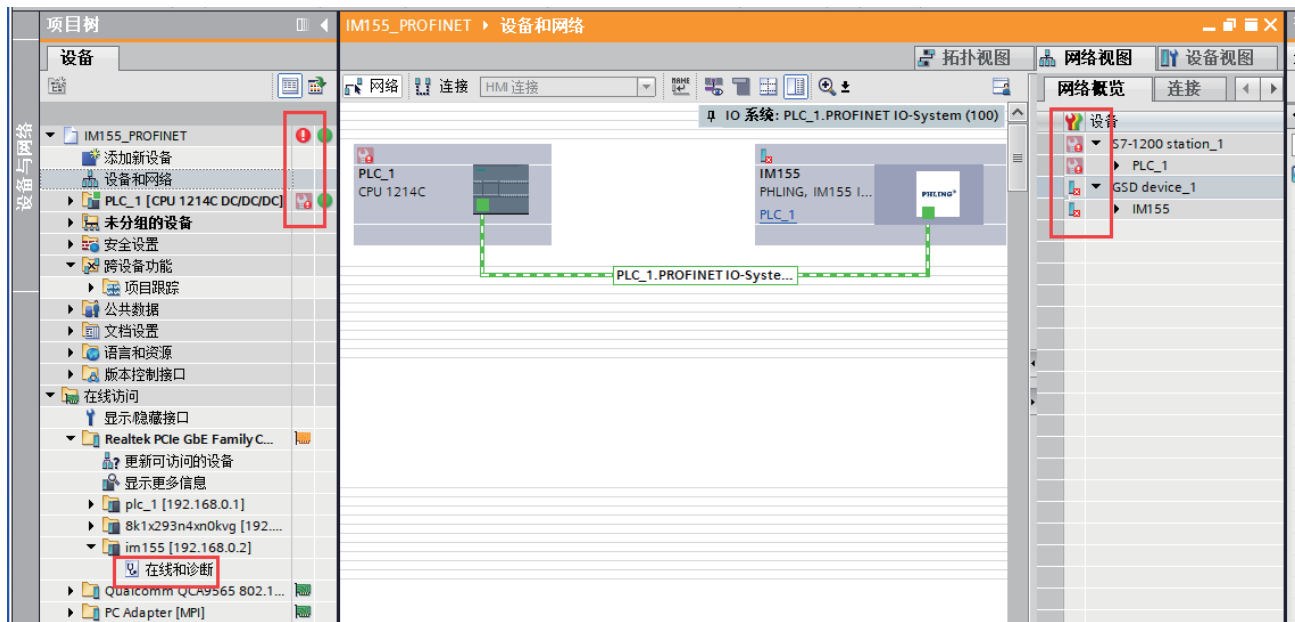 项目树
IM155_PROFINET ▸ 设备和网络
设备
拓扑视图
网络视图
设备视图
网络
连接
HMI 连接
网络概览
连接
IO 系统: PLC_1.PROFINET IO-System (100)
设备与网络
IM155_PROFINET
添加新设备
设备和网络
PLC_1 [CPU 1214C DC/DC/DC]
未分组的设备
安全设置
跨设备功能
项目跟踪
公共数据
文档设置
语言和资源
版本控制接口
在线访问
显示/隐藏接口
Realtek PCIe GbE Family C...
更新可访问的设备
显示更多信息
plc_1 [192.168.0.1]
8k1x293n4xn0kvg [192....
im155 [192.168.0.2]
在线和诊断
Qualcomm QCA9565 802.1...
PC Adapter [MPI]
PLC_1
CPU 1214C
IM155
PHLING, IM155 I...
PLC_1
PHLING
PLC_1.PROFINET IO-Syste...
设备
S7-1200 station_1
PLC_1
GSD device_1
IM155